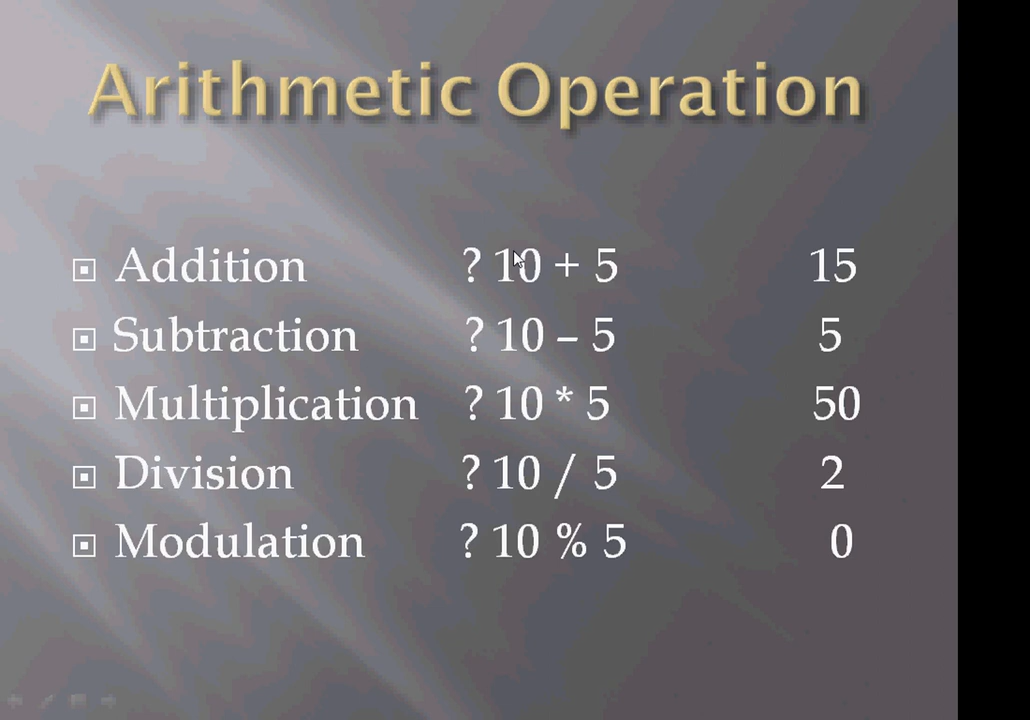 Arithmetic Operation
Addition ? 10 + 5 15
Subtraction ? 10 – 5 5
Multiplication ? 10 * 5 50
Division ? 10 / 5 2
Modulation ? 10 % 5 0